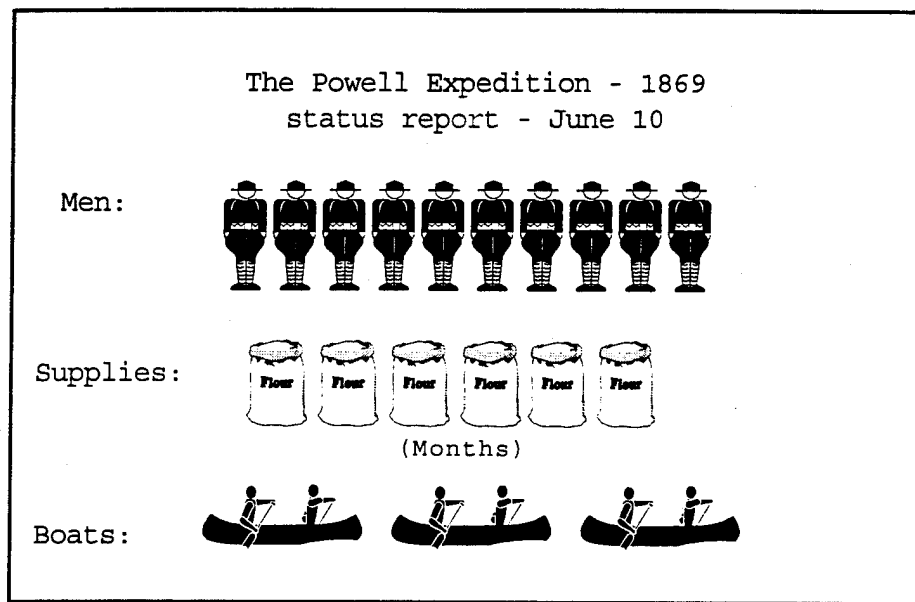 The Powell Expedition - 1869
status report - June 10
Men:
Supplies:
Flour Flour Flour Flour Flour Flour
(Months)
Boats: